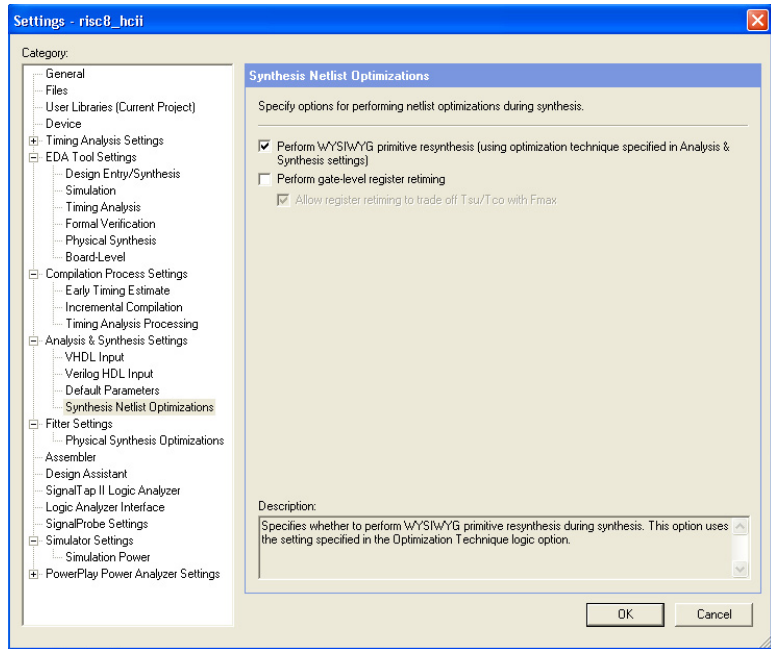 Settings - risc8_hcii
Category:
General
Files
User Libraries (Current Project)
Device
Timing Analysis Settings
EDA Tool Settings
Design Entry/Synthesis
Simulation
Timing Analysis
Formal Verification
Physical Synthesis
Board-Level
Compilation Process Settings
Early Timing Estimate
Incremental Compilation
Timing Analysis Processing
Analysis & Synthesis Settings
VHDL Input
Verilog HDL Input
Default Parameters
Synthesis Netlist Optimizations
Fitter Settings
Physical Synthesis Optimizations
Assembler
Design Assistant
SignalTap II Logic Analyzer
Logic Analyzer Interface
SignalProbe Settings
Simulator Settings
Simulation Power
PowerPlay Power Analyzer Settings
Synthesis Netlist Optimizations
Specify options for performing netlist optimizations during synthesis.
Perform WYSIWYG primitive resynthesis (using optimization technique specified in Analysis &
Synthesis settings)
Perform gate-level register retiming
Allow register retiming to trade off Tsu/Tco with Fmax
Description:
Specifies whether to perform WYSIWYG primitive resynthesis during synthesis. This option uses
the setting specified in the Optimization Technique logic option.
OK
Cancel